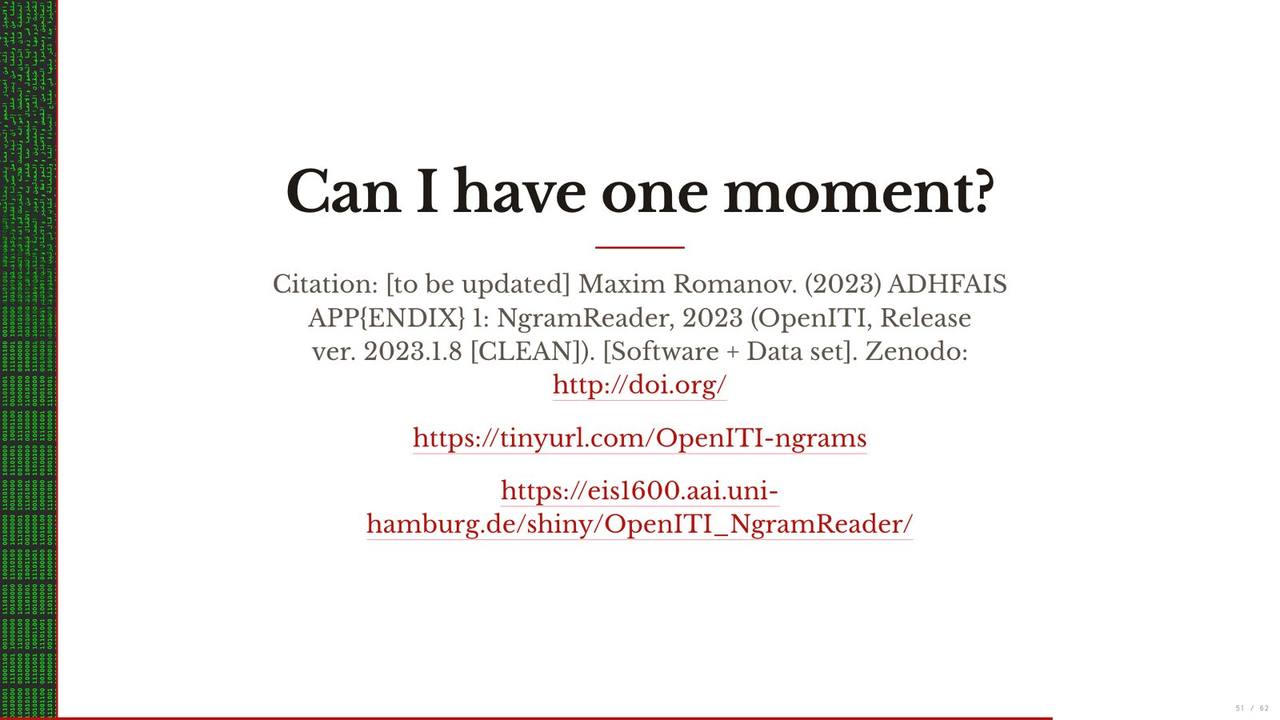 Can I have one moment?
Citation: [to be updated] Maxim Romanov. (2023) ADHFAIS
APP{ENDIX} 1: NgramReader, 2023 (OpenITI, Release
ver. 2023.1.8 [CLEAN]). [Software + Data set]. Zenodo:
http://doi.org/
https://tinyurl.com/OpenITI-ngrams
https://eis1600.aai.uni-
hamburg.de/shiny/OpenITI_NgramReader/
51 / 62